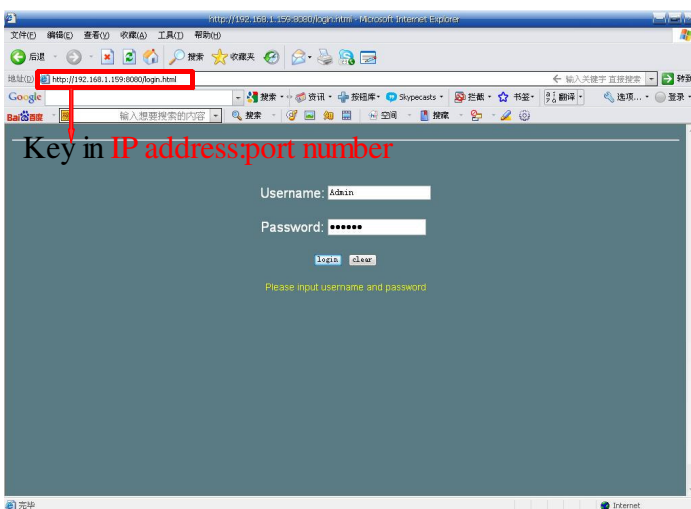 http://192.168.1.159:8080/login.html - Microsoft Internet Explorer
文件(F) 编辑(E) 查看(V) 收藏(A) 工具(T) 帮助(H)
后退 搜索 收藏夹
地址(D) http://192.168.1.159:8080/login.html 输入关键字 直接搜索 转到
Google 搜索 资讯 按钮库 Skypecasts 拦截 书签 翻译 选项... 登录
Bai 百度 输入想要搜索的内容 搜索 空间 搜藏
Key in IP address:port number
Username: Admin
Password: ••••••
login clear
Please input username and password
完毕 Internet